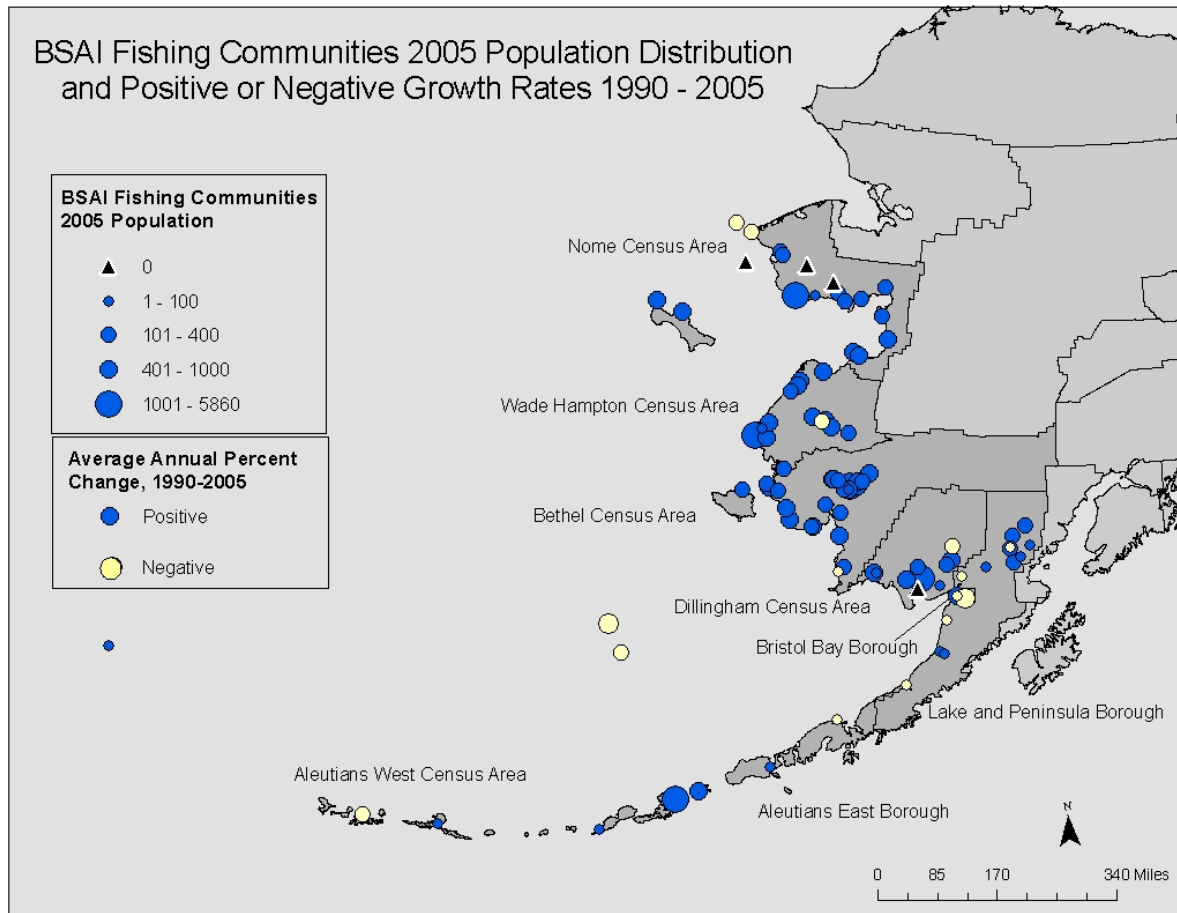 BSAI Fishing Communities 2005 Population Distribution
and Positive or Negative Growth Rates 1990 - 2005
BSAI Fishing Communities
2005 Population
0
1 - 100
101 - 400
401 - 1000
1001 - 5860
Average Annual Percent
Change, 1990-2005
Positive
Negative
Nome Census Area
Wade Hampton Census Area
Bethel Census Area
Dillingham Census Area
Bristol Bay Borough
Lake and Peninsula Borough
Aleutians West Census Area
Aleutians East Borough
N
0 85 170 340 Miles